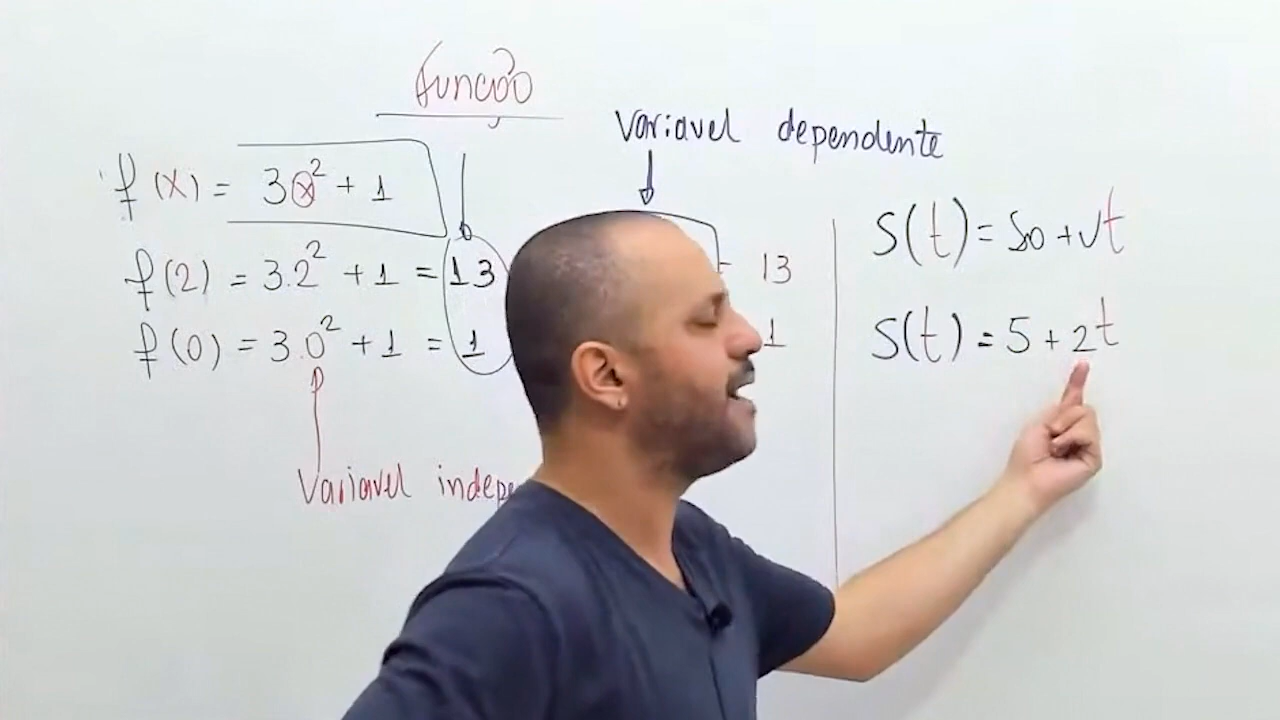 Função
Variavel dependente
f(x) = 3x² + 1
f(2) = 3.2² + 1 = 13
13
f(0) = 3.0² + 1 = 1
1
Variavel
S(t) = So + vt
S(t) = 5 + 2t